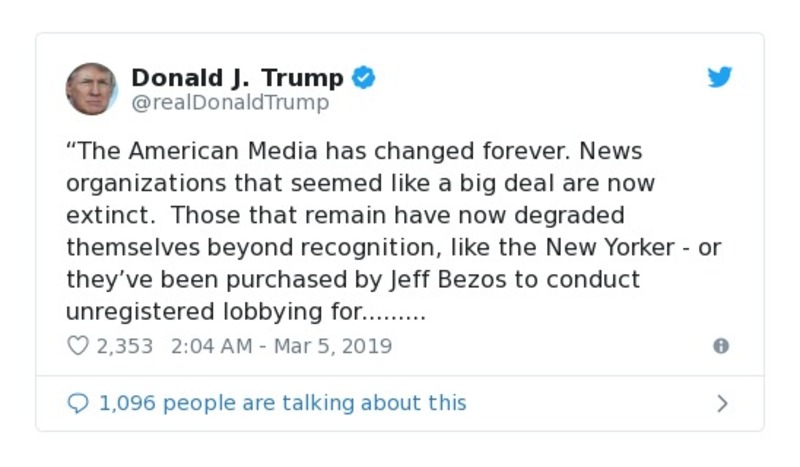 Donald J. Trump
@realDonaldTrump
“The American Media has changed forever. News
organizations that seemed like a big deal are now
extinct.  Those that remain have now degraded
themselves beyond recognition, like the New Yorker - or
they’ve been purchased by Jeff Bezos to conduct
unregistered lobbying for.........
2,353 2:04 AM - Mar 5, 2019
1,096 people are talking about this